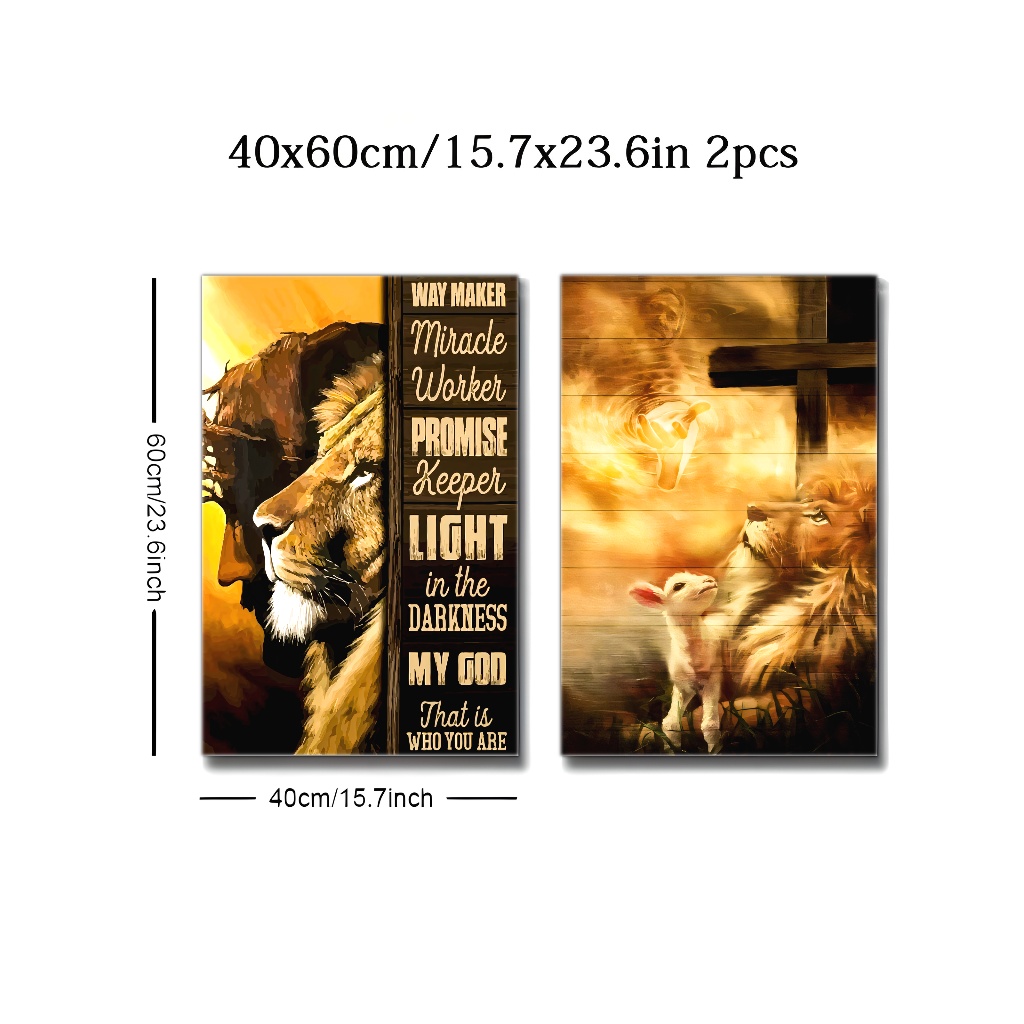 40x60cm/15.7x23.6in 2pcs
WAY MAKER
Miracle
Worker
PROMISE
Keeper
LIGHT
in the
DARKNESS
MY GOD
That is
WHO YOU ARE
60cm/23.6inch
40cm/15.7inch